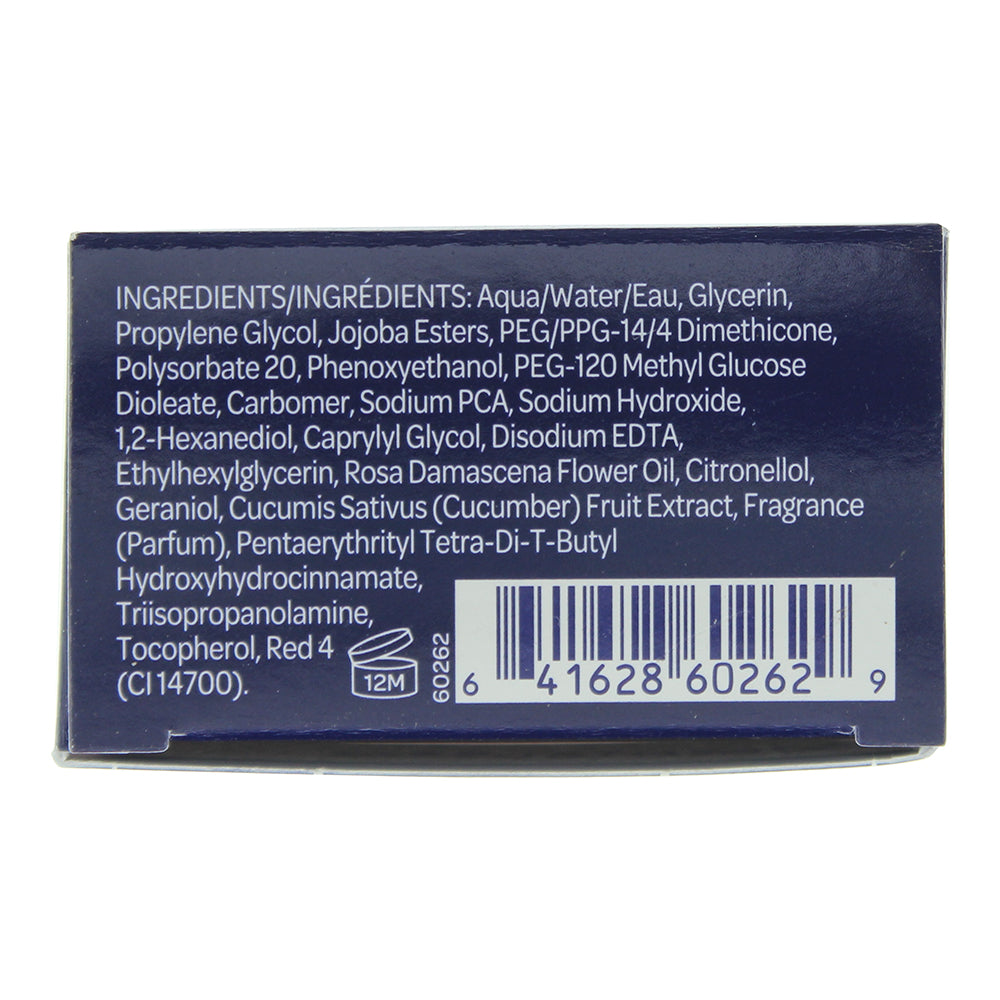 INGREDIENTS/INGRÉDIENTS: Aqua/Water/Eau, Glycerin,
Propylene Glycol, Jojoba Esters, PEG/PPG-14/4 Dimethicone,
Polysorbate 20, Phenoxyethanol, PEG-120 Methyl Glucose
Dioleate, Carbomer, Sodium PCA, Sodium Hydroxide,
1,2-Hexanediol, Caprylyl Glycol, Disodium EDTA,
Ethylhexylglycerin, Rosa Damascena Flower Oil, Citronellol,
Geraniol, Cucumis Sativus (Cucumber) Fruit Extract, Fragrance
(Parfum), Pentaerythrityl Tetra-Di-T-Butyl
Hydroxyhydrocinnamate,
Triisopropanolamine,
Tocopherol, Red 4
(CI 14700).
12M
60262
6 41628 60262 9